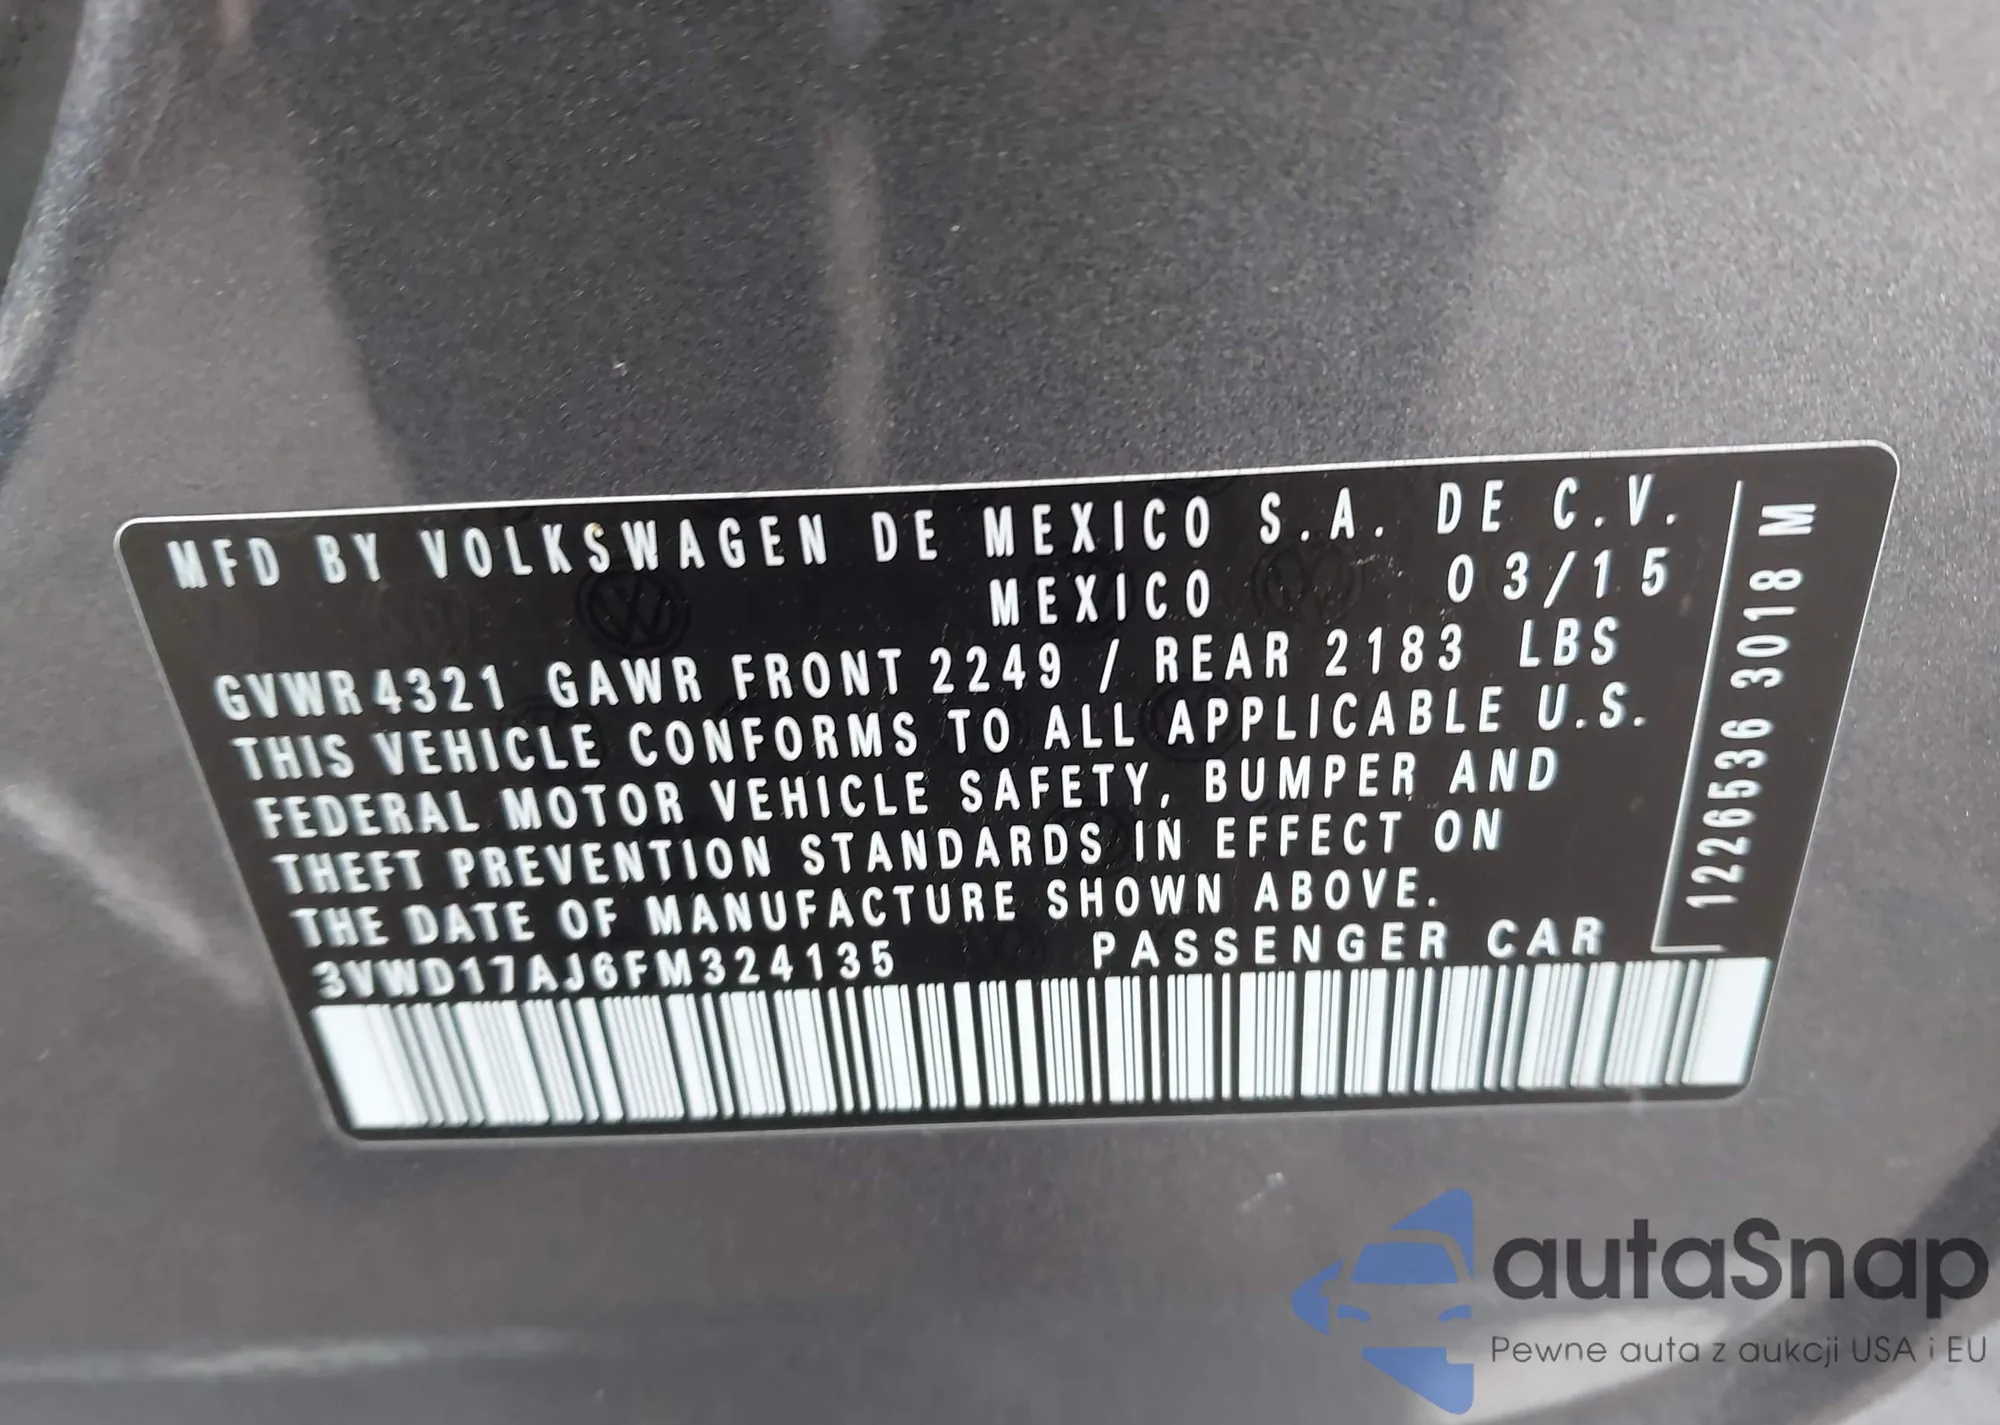 MFD BY VOLKSWAGEN DE MEXICO S.A. DE C.V.
MEXICO 03/15
GVWR 4321 GAWR FRONT 2249 / REAR 2183 LBS
THIS VEHICLE CONFORMS TO ALL APPLICABLE U.S.
FEDERAL MOTOR VEHICLE SAFETY, BUMPER AND
THEFT PREVENTION STANDARDS IN EFFECT ON
THE DATE OF MANUFACTURE SHOWN ABOVE.
3VWD17AJ6FM324135 PASSENGER CAR
1226536 3018 M
autaSnap
Pewne auta z aukcji USA i EU